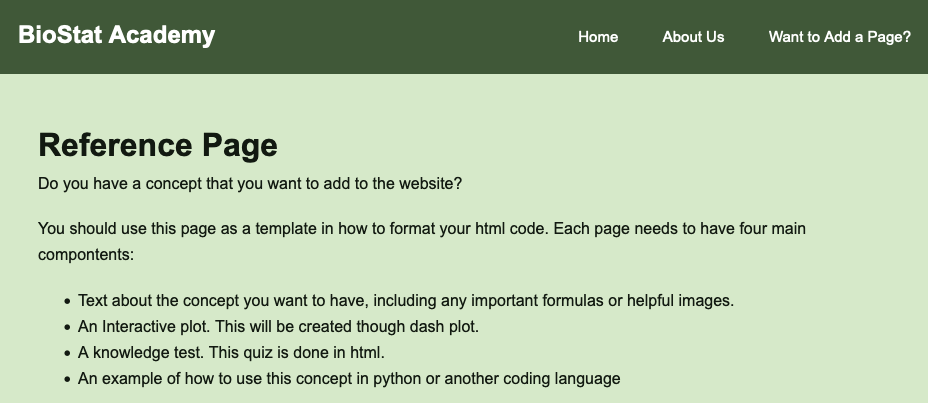 BioStat Academy
Home About Us Want to Add a Page?
Reference Page
Do you have a concept that you want to add to the website?
You should use this page as a template in how to format your html code. Each page needs to have four main
compontents:
• Text about the concept you want to have, including any important formulas or helpful images.
• An Interactive plot. This will be created though dash plot.
• A knowledge test. This quiz is done in html.
• An example of how to use this concept in python or another coding language